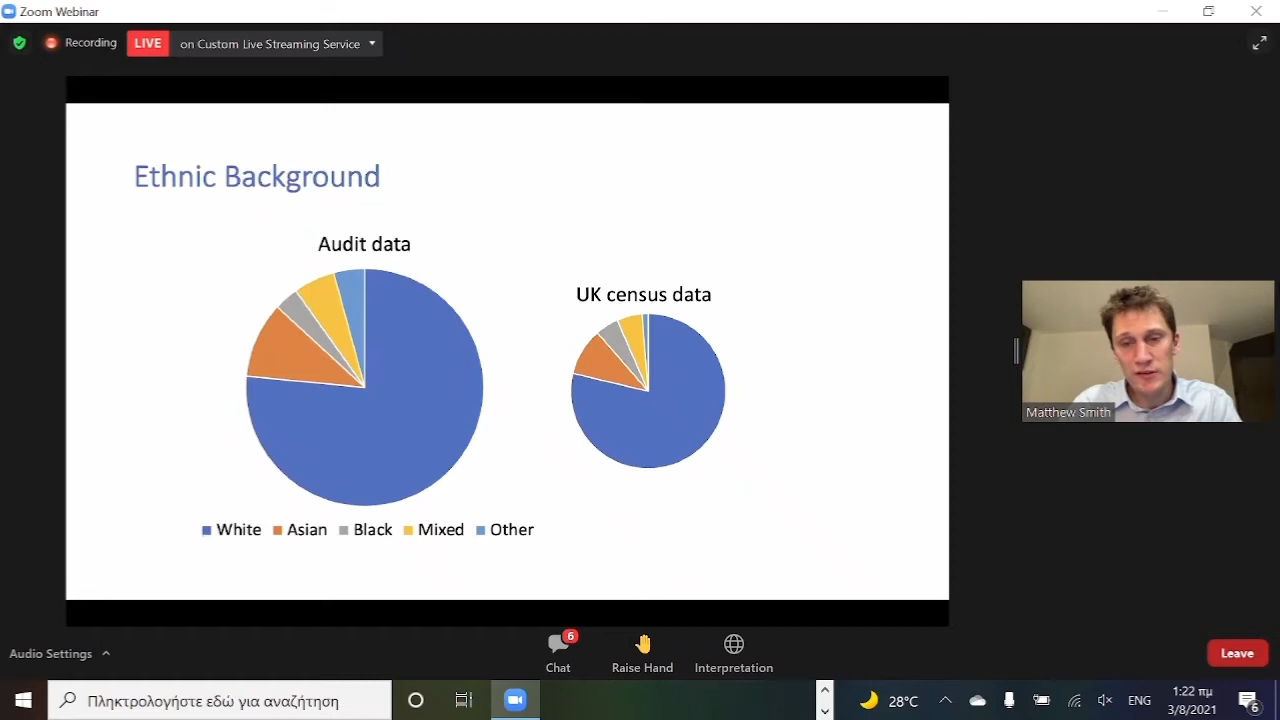 Zoom Webinar
Recording
LIVE
on Custom Live Streaming Service
Ethnic Background
Audit data
UK census data
White Asian Black Mixed Other
Matthew Smith
Audio Settings
6
Chat
Raise Hand
Interpretation
Leave
Πληκτρολογήστε εδώ για αναζήτηση
28°C
ENG
1:22 πμ
3/8/2021
6